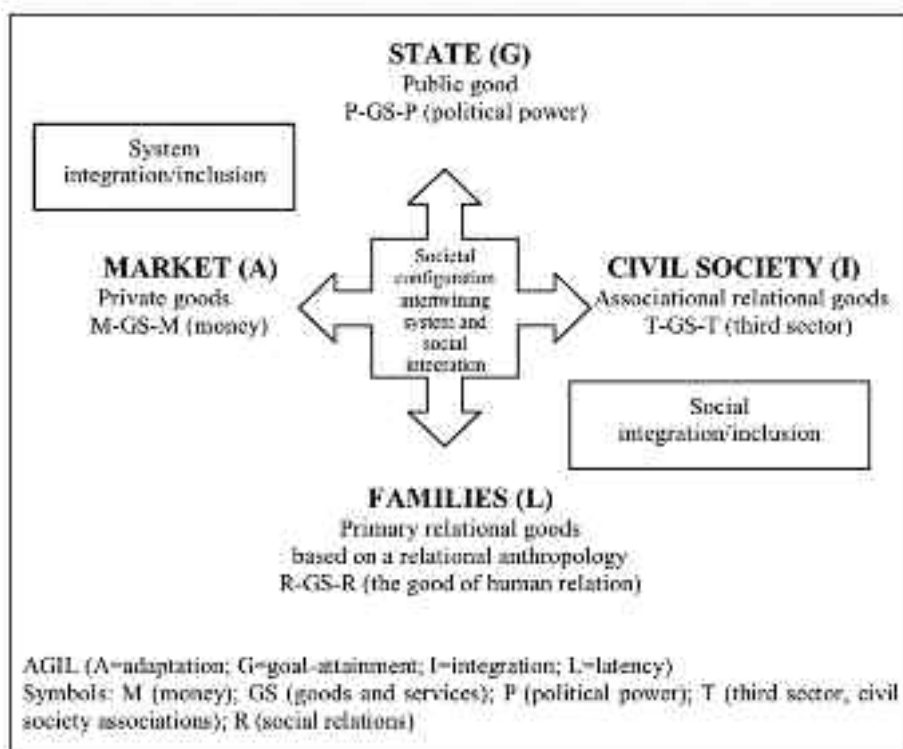 STATE (G)
Public good
P-GS-P (political power)
System
integration/inclusion
MARKET (A)
Private goods
M-GS-M (money)
Societal
configuration
intertwining
system and
social
integration
CIVIL SOCIETY (I)
Associational relational goods
T-GS-T (third sector)
Social
integration/inclusion
FAMILIES (L)
Primary relational goods
based on a relational anthropology
R-GS-R (the good of human relation)
AGIL (A=adaptation; G=goal-attainment; I=integration; L=latency)
Symbols: M (money); GS (goods and services); P (political power); T (third sector, civil
society associations); R (social relations)